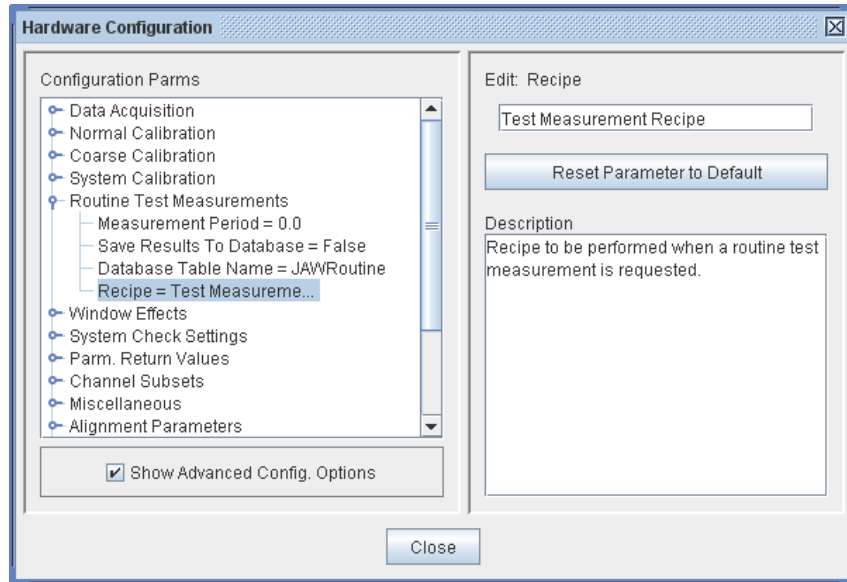 Hardware Configuration
Configuration Parms
Data Acquisition
Normal Calibration
Coarse Calibration
System Calibration
Routine Test Measurements
Measurement Period = 0.0
Save Results To Database = False
Database Table Name = JAWRoutine
Recipe = Test Measureme...
Window Effects
System Check Settings
Parm. Return Values
Channel Subsets
Miscellaneous
Alignment Parameters
Show Advanced Config. Options
Edit: Recipe
Test Measurement Recipe
Reset Parameter to Default
Description
Recipe to be performed when a routine test
measurement is requested.
Close